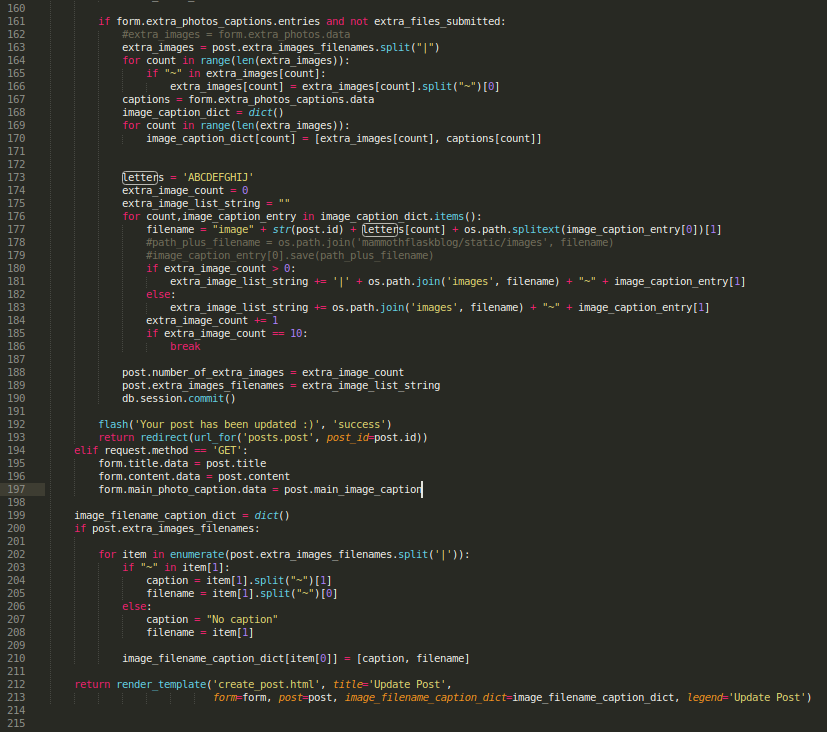 160
161 if form.extra_photos_captions.entries and not extra_files_submitted:
162 #extra_images = form.extra_photos.data
163 extra_images = post.extra_images_filenames.split("|")
164 for count in range(len(extra_images)):
165 if "~" in extra_images[count]:
166 extra_images[count] = extra_images[count].split("~")[0]
167 captions = form.extra_photos_captions.data
168 image_caption_dict = dict()
169 for count in range(len(extra_images)):
170 image_caption_dict[count] = [extra_images[count], captions[count]]
171
172
173 letters = 'ABCDEFGHIJ'
174 extra_image_count = 0
175 extra_image_list_string = ""
176 for count,image_caption_entry in image_caption_dict.items():
177 filename = "image" + str(post.id) + letters[count] + os.path.splitext(image_caption_entry[0])[1]
178 #path_plus_filename = os.path.join('mammothflaskblog/static/images', filename)
179 #image_caption_entry[0].save(path_plus_filename)
180 if extra_image_count > 0:
181 extra_image_list_string += '|' + os.path.join('images', filename) + "~" + image_caption_entry[1]
182 else:
183 extra_image_list_string += os.path.join('images', filename) + "~" + image_caption_entry[1]
184 extra_image_count += 1
185 if extra_image_count == 10:
186 break
187
188 post.number_of_extra_images = extra_image_count
189 post.extra_images_filenames = extra_image_list_string
190 db.session.commit()
191
192 flash('Your post has been updated :)', 'success')
193 return redirect(url_for('posts.post', post_id=post.id))
194 elif request.method == 'GET':
195 form.title.data = post.title
196 form.content.data = post.content
197 form.main_photo_caption.data = post.main_image_caption
198
199 image_filename_caption_dict = dict()
200 if post.extra_images_filenames:
201
202 for item in enumerate(post.extra_images_filenames.split('|')):
203 if "~" in item[1]:
204 caption = item[1].split("~")[1]
205 filename = item[1].split("~")[0]
206 else:
207 caption = "No caption"
208 filename = item[1]
209
210 image_filename_caption_dict[item[0]] = [caption, filename]
211
212 return render_template('create_post.html', title='Update Post',
213 form=form, post=post, image_filename_caption_dict=image_filename_caption_dict, legend='Update Post')
214
215